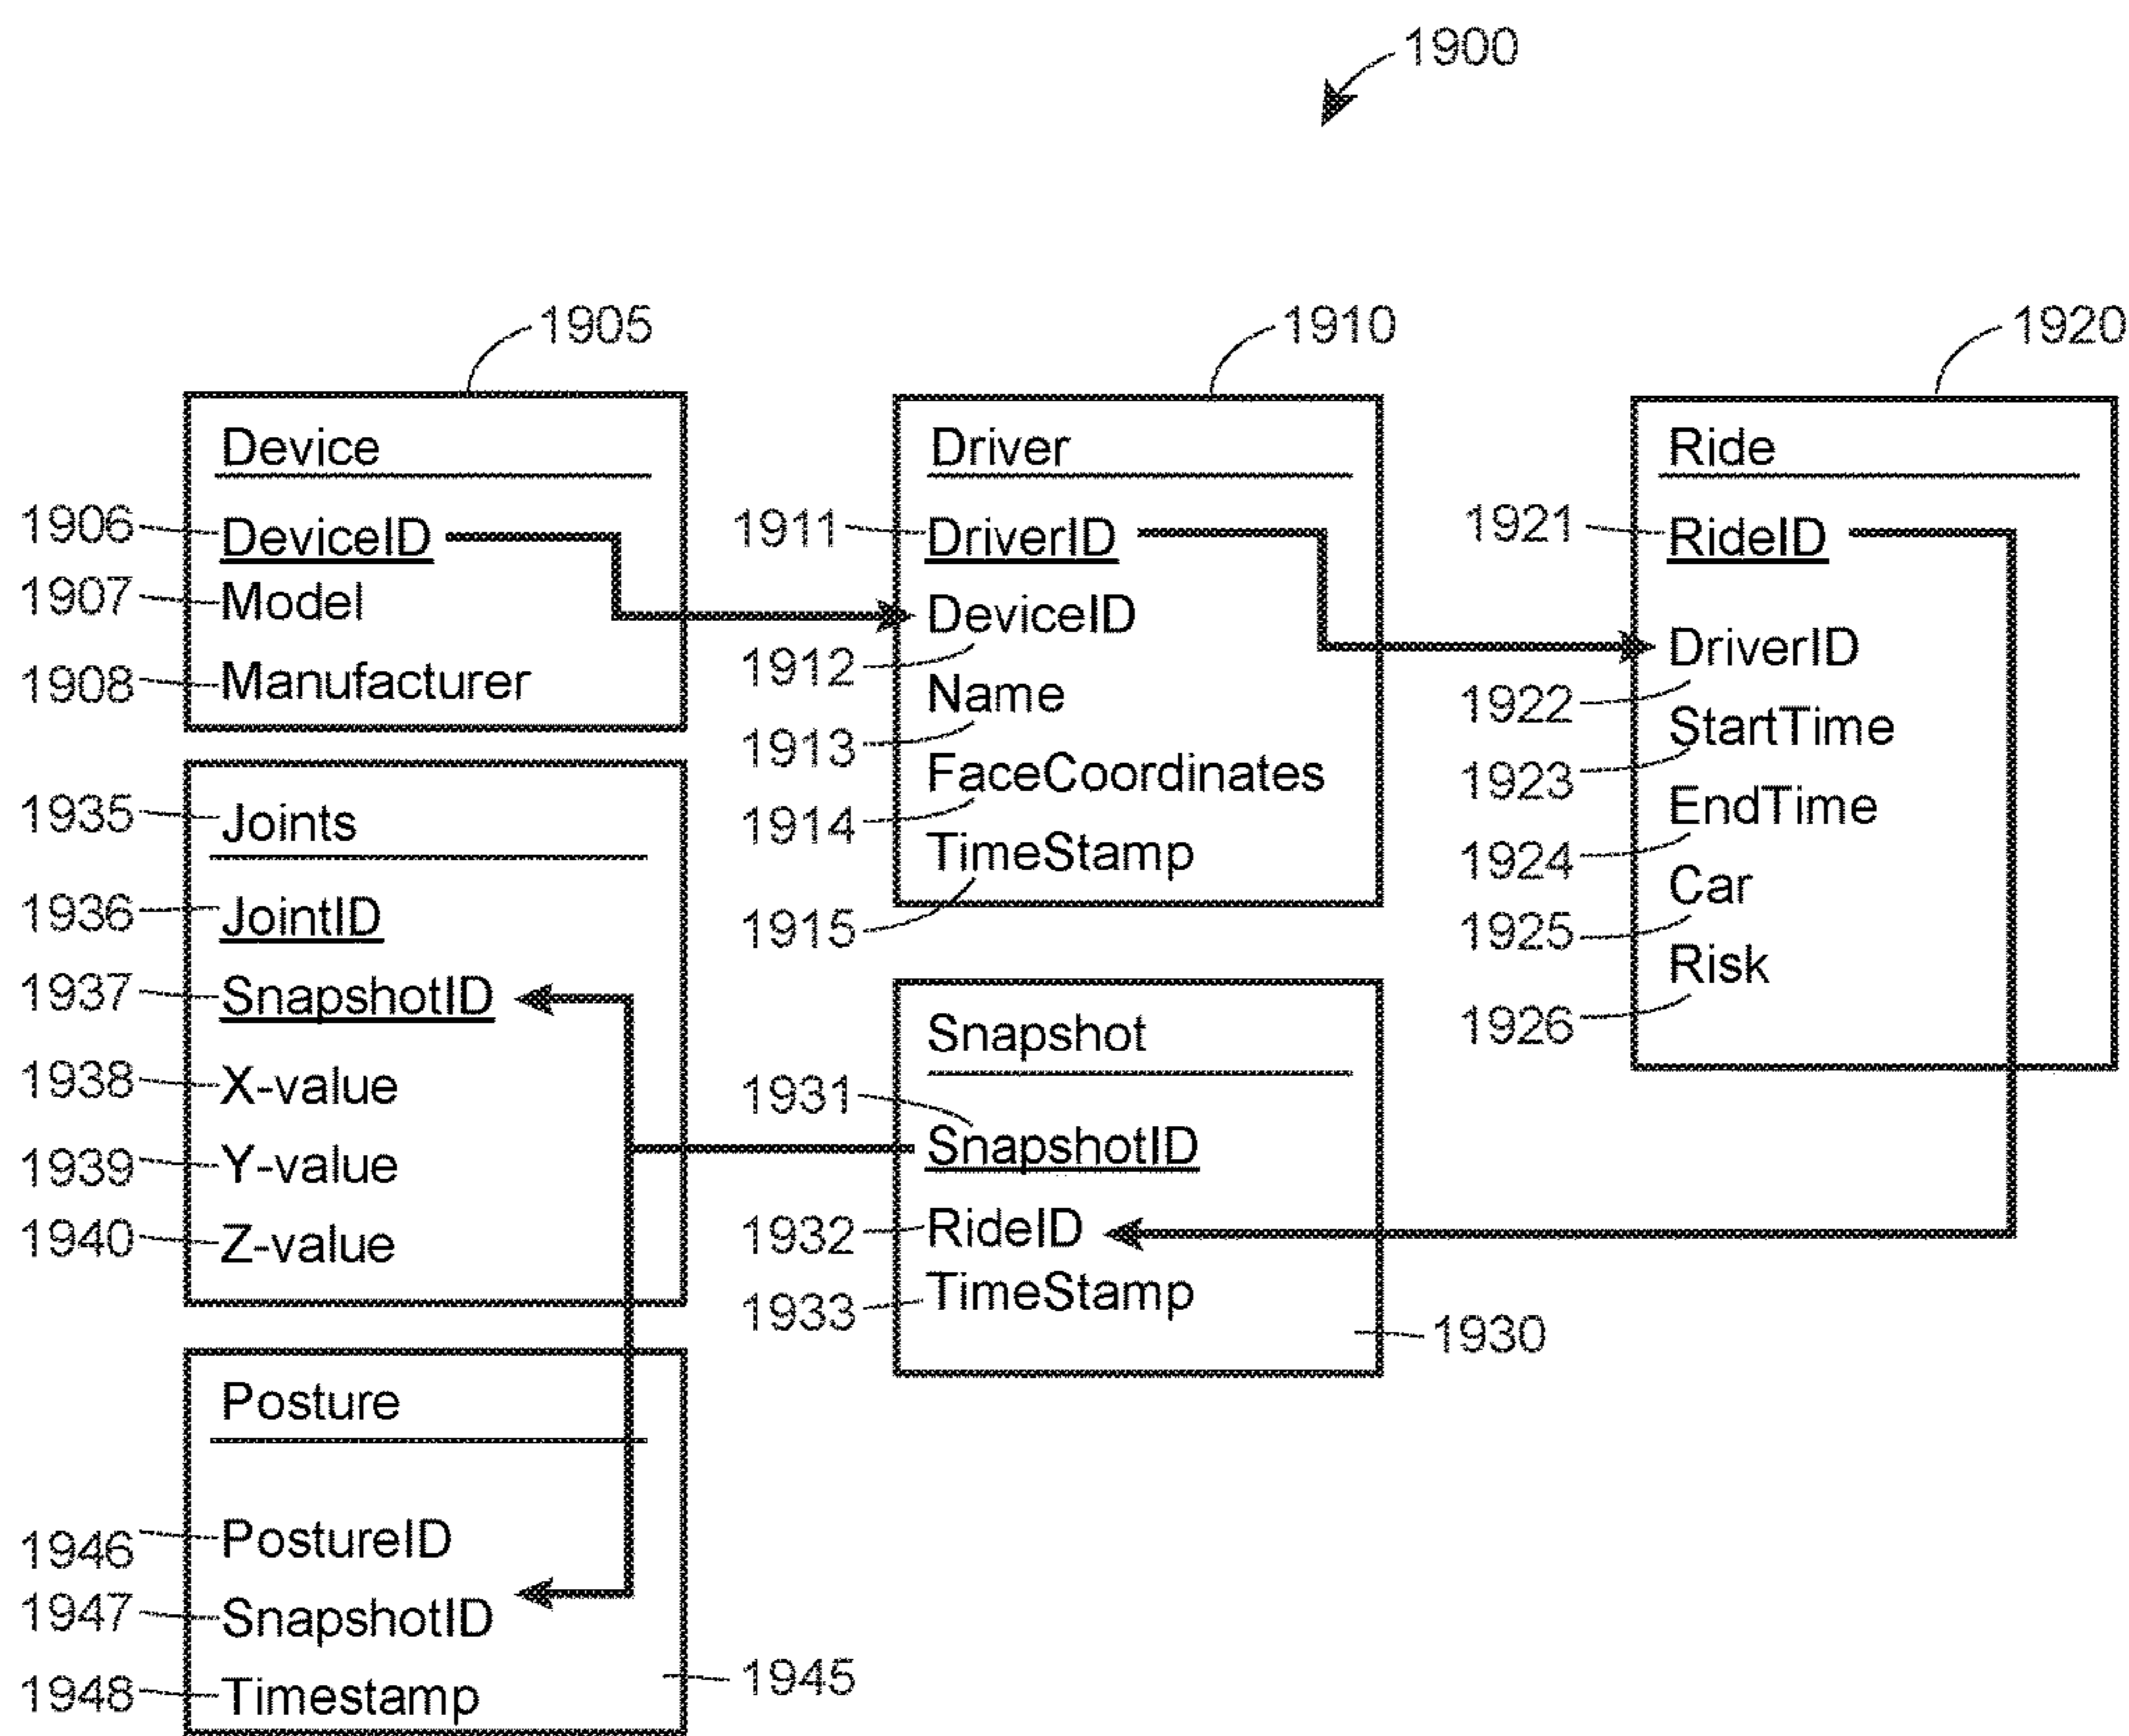 1900
1905
Device
1906 DeviceID
1907 Model
1908 Manufacturer
1910
Driver
1911 DriverID
DeviceID
1912
Name
1913
FaceCoordinates
1914
TimeStamp
1915
1920
Ride
1921 RideID
DriverID
1922
StartTime
1923
EndTime
1924
Car
1925
Risk
1926
1935 Joints
1936 JointID
1937 SnapshotID
1938 X-value
1939 Y-value
1940 Z-value
Snapshot
1931
SnapshotID
1932 RideID
1933 TimeStamp
1930
Posture
1946 PostureID
1947 SnapshotID
1948 Timestamp
1945